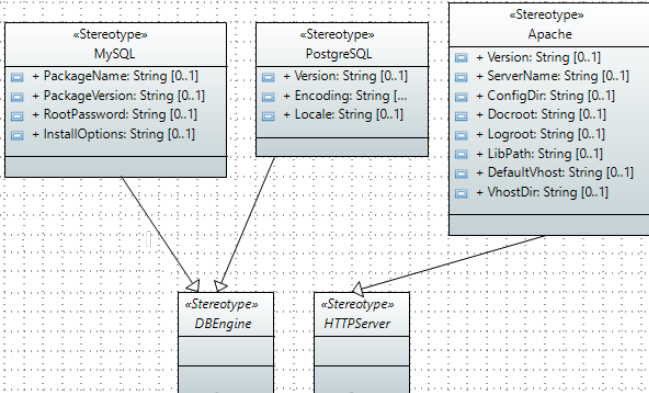 «Stereotype»
MySQL
+ PackageName: String [0..1]
+ PackageVersion: String [0..1]
+ RootPassword: String [0..1]
+ InstallOptions: String [0..1]
«Stereotype»
PostgreSQL
+ Version: String [0..1]
+ Encoding: String [...
+ Locale: String [0..1]
«Stereotype»
Apache
+ Version: String [0..1]
+ ServerName: String [0..1]
+ ConfigDir: String [0..1]
+ Docroot: String [0..1]
+ Logroot: String [0..1]
+ LibPath: String [0..1]
+ DefaultVhost: String [0..1]
+ VhostDir: String [0..1]
«Stereotype»
DBEngine
«Stereotype»
HTTPServer